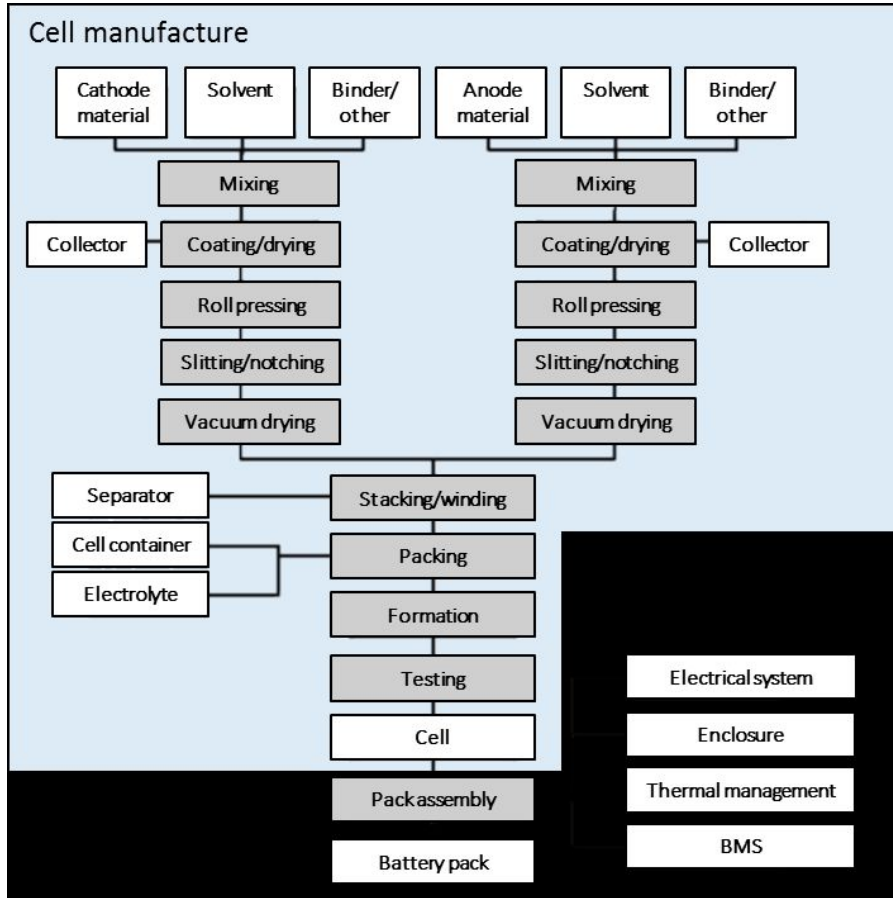 Cell manufacture
Cathode
material
Solvent
Binder/
other
Anode
material
Solvent
Binder/
other
Mixing
Mixing
Collector
Coating/drying
Coating/drying
Collector
Roll pressing
Roll pressing
Slitting/notching
Slitting/notching
Vacuum drying
Vacuum drying
Separator
Stacking/winding
Cell container
Packing
Electrolyte
Formation
Testing
Electrical system
Cell
Enclosure
Pack assembly
Thermal management
Battery pack
BMS